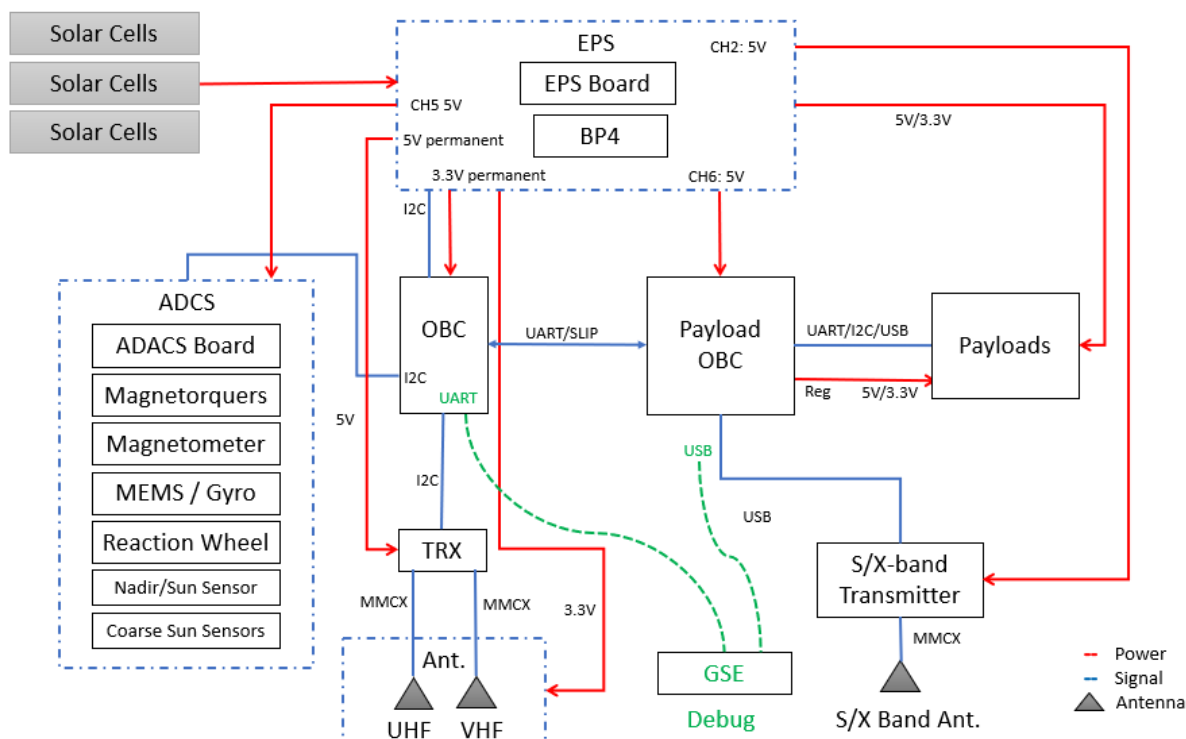 Solar Cells
Solar Cells
Solar Cells
EPS
CH2: 5V
EPS Board
CH5 5V
BP4
5V/3.3V
5V permanent
3.3V permanent
CH6: 5V
I2C
ADCS
ADACS Board
Magnetorquers
Magnetometer
MEMS / Gyro
Reaction Wheel
Nadir/Sun Sensor
Coarse Sun Sensors
OBC
I2C
UART
UART/SLIP
Payload
OBC
UART/I2C/USB
Reg
5V/3.3V
Payloads
5V
I2C
USB
USB
TRX
S/X-band
Transmitter
MMCX
MMCX
3.3V
MMCX
Ant.
UHF
VHF
GSE
Debug
S/X Band Ant.
Power
Signal
Antenna